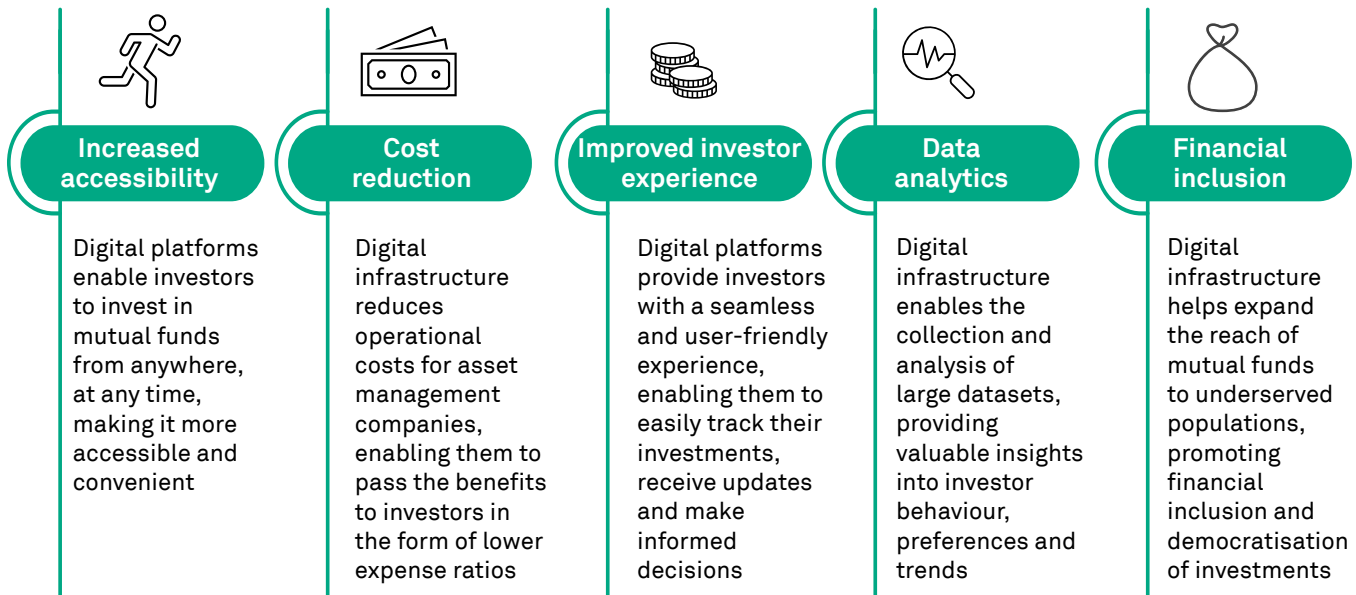 Increased
accessibility
Digital platforms
enable investors
to invest in
mutual funds
from anywhere,
at any time,
making it more
accessible and
convenient
Cost
reduction
Digital
infrastructure
reduces
operational
costs for asset
management
companies,
enabling them to
pass the benefits
to investors in
the form of lower
expense ratios
Improved investor
experience
Digital platforms
provide investors
with a seamless
and user-friendly
experience,
enabling them to
easily track their
investments,
receive updates
and make
informed
decisions
Data
analytics
Digital
infrastructure
enables the
collection and
analysis of
large datasets,
providing
valuable insights
into investor
behaviour,
preferences and
trends
Financial
inclusion
Digital
infrastructure
helps expand
the reach of
mutual funds
to underserved
populations,
promoting
financial
inclusion and
democratisation
of investments